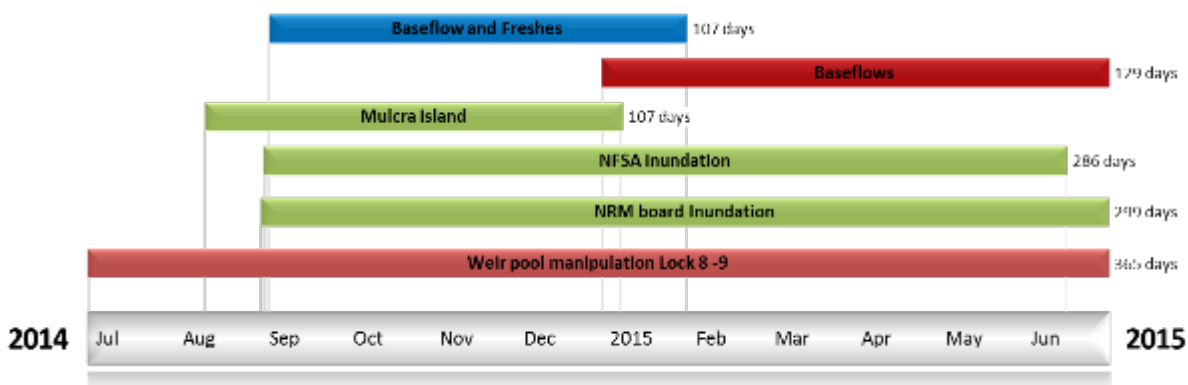 Baseflow and Freshes 107 days
Baseflows 129 days
Mulcra Island 107 days
NFSA Inundation 286 days
NRM board Inundation 299 days
Weir pool manipulation Lock 8 -9 365 days
2014 Jul Aug Sep Oct Nov Dec 2015 Feb Mar Apr May Jun 2015